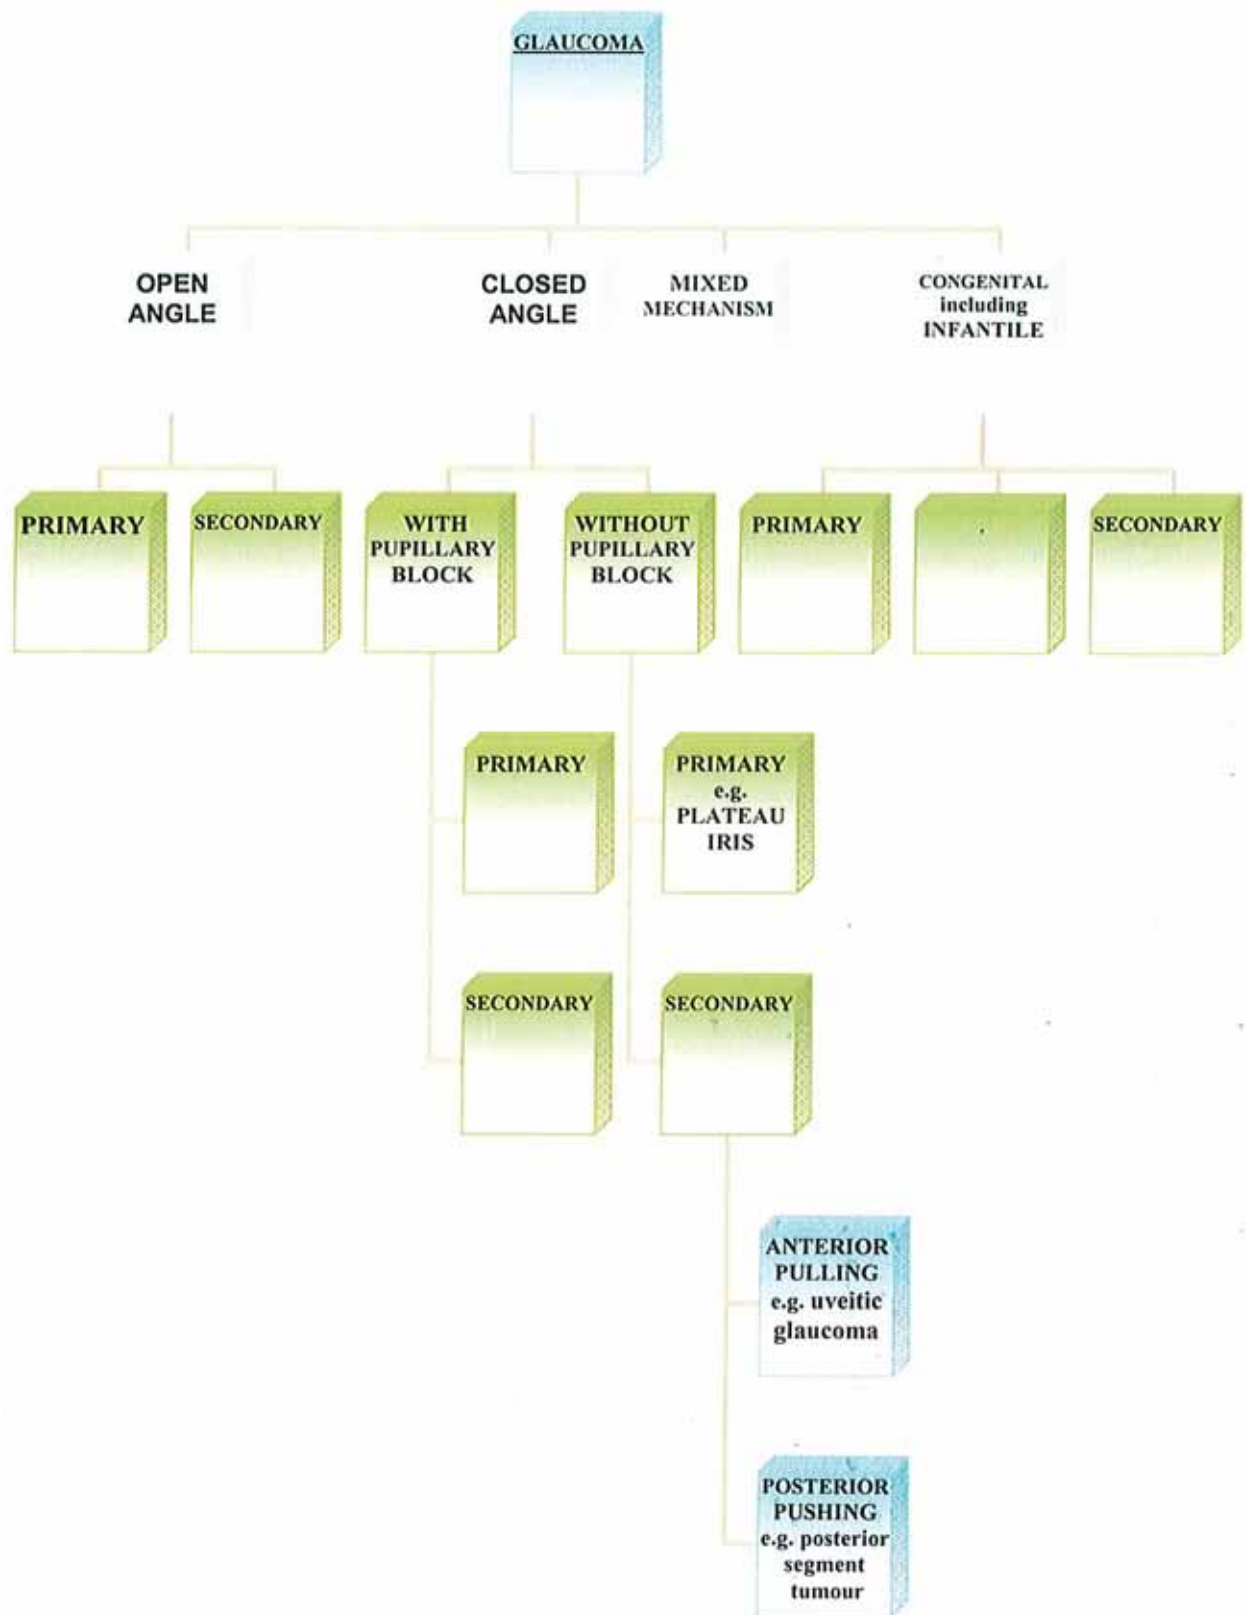 GLAUCOMA
OPEN
ANGLE
CLOSED
ANGLE
MIXED
MECHANISM
CONGENITAL
including
INFANTILE
PRIMARY
SECONDARY
WITH
PUPILLARY
BLOCK
WITHOUT
PUPILLARY
BLOCK
PRIMARY
SECONDARY
PRIMARY
PRIMARY
e.g.
PLATEAU
IRIS
SECONDARY
SECONDARY
ANTERIOR
PULLING
e.g. uveitic
glaucoma
POSTERIOR
PUSHING
e.g. posterior
segment
tumour